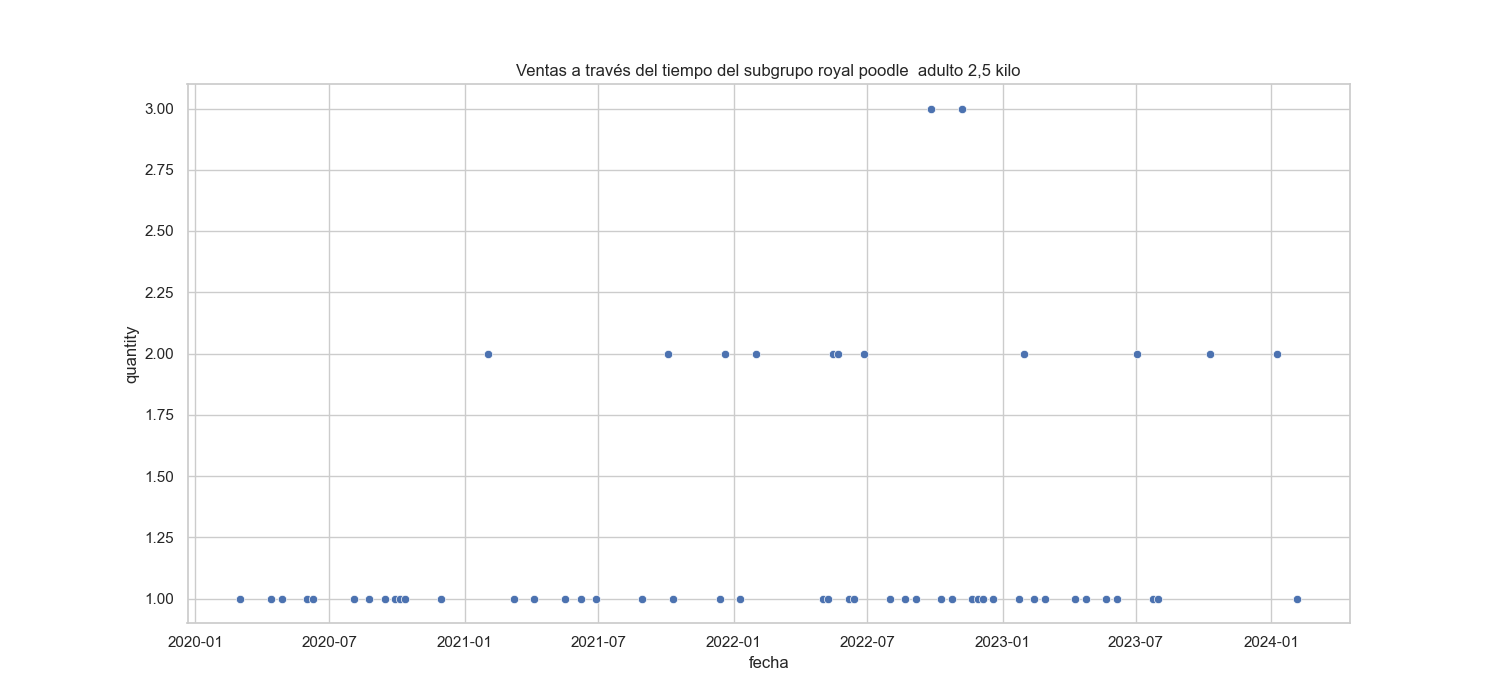 Ventas a través del tiempo del subgrupo royal poodle  adulto 2,5 kilo
3.00
2.75
2.50
2.25
2.00
1.75
1.50
1.25
1.00
quantity
2020-01 2020-07 2021-01 2021-07 2022-01 2022-07 2023-01 2023-07 2024-01
fecha